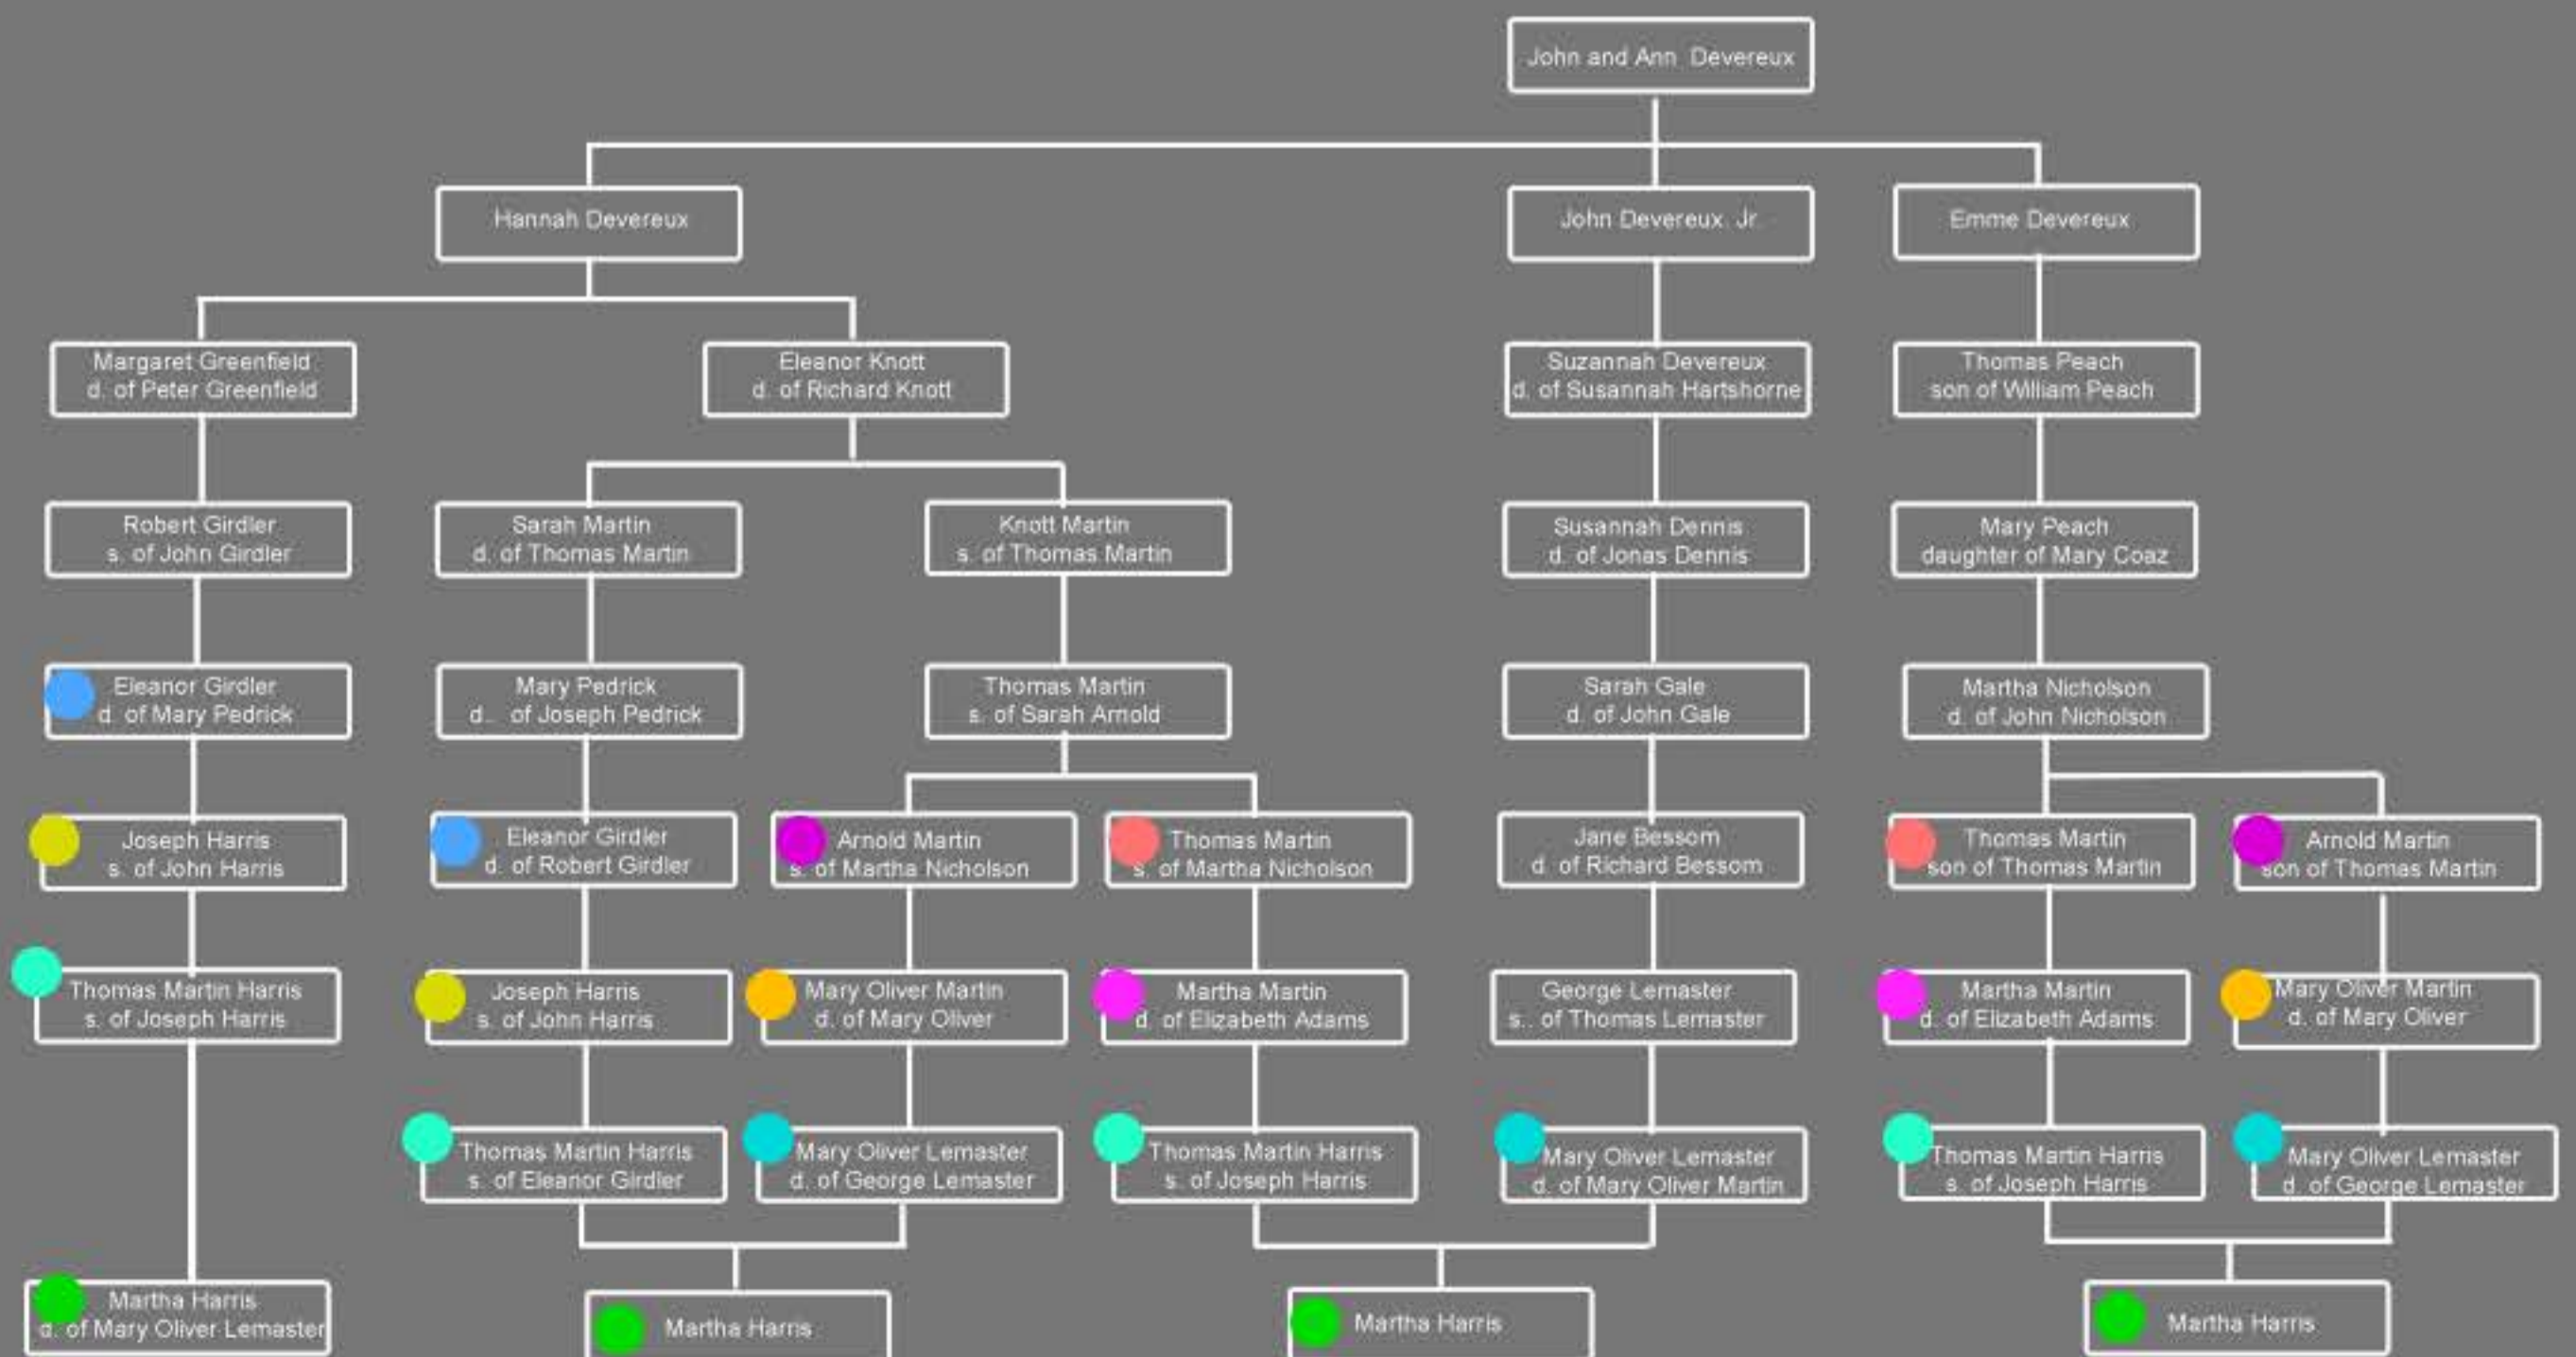 John and Ann Devereux
Hannah Devereux
John Devereux. Jr
Emme Devereux
Margaret Greenfield
d. of Peter Greenfield
Eleanor Knott
d. of Richard Knott
Suzannah Devereux
d. of Susannah Hartshorne
Thomas Peach
son of William Peach
Robert Girdler
s. of John Girdler
Sarah Martin
d. of Thomas Martin
Knott Martin
s. of Thomas Martin
Susannah Dennis
d. of Jonas Dennis
Mary Peach
daughter of Mary Coaz
Eleanor Girdler
d. of Mary Pedrick
Mary Pedrick
d.. of Joseph Pedrick
Thomas Martin
s. of Sarah Arnold
Sarah Gale
d. of John Gale
Martha Nicholson
d. of John Nicholson
Joseph Harris
s. of John Harris
Eleanor Girdler
d. of Robert Girdler
Arnold Martin
s. of Martha Nicholson
Thomas Martin
s. of Martha Nicholson
Jane Bessom
d. of Richard Bessom
Thomas Martin
son of Thomas Martin
Arnold Martin
son of Thomas Martin
Thomas Martin Harris
s. of Joseph Harris
Joseph Harris
s. of John Harris
Mary Oliver Martin
d. of Mary Oliver
Martha Martin
d. of Elizabeth Adams
George Lemaster
s.. of Thomas Lemaster
Martha Martin
d. of Elizabeth Adams
Mary Oliver Martin
d. of Mary Oliver
Thomas Martin Harris
s. of Eleanor Girdler
Mary Oliver Lemaster
d. of George Lemaster
Thomas Martin Harris
s. of Joseph Harris
Mary Oliver Lemaster
d. of Mary Oliver Martin
Thomas Martin Harris
s. of Joseph Harris
Mary Oliver Lemaster
d. of George Lemaster
Martha Harris
d. of Mary Oliver Lemaster
Martha Harris
Martha Harris
Martha Harris